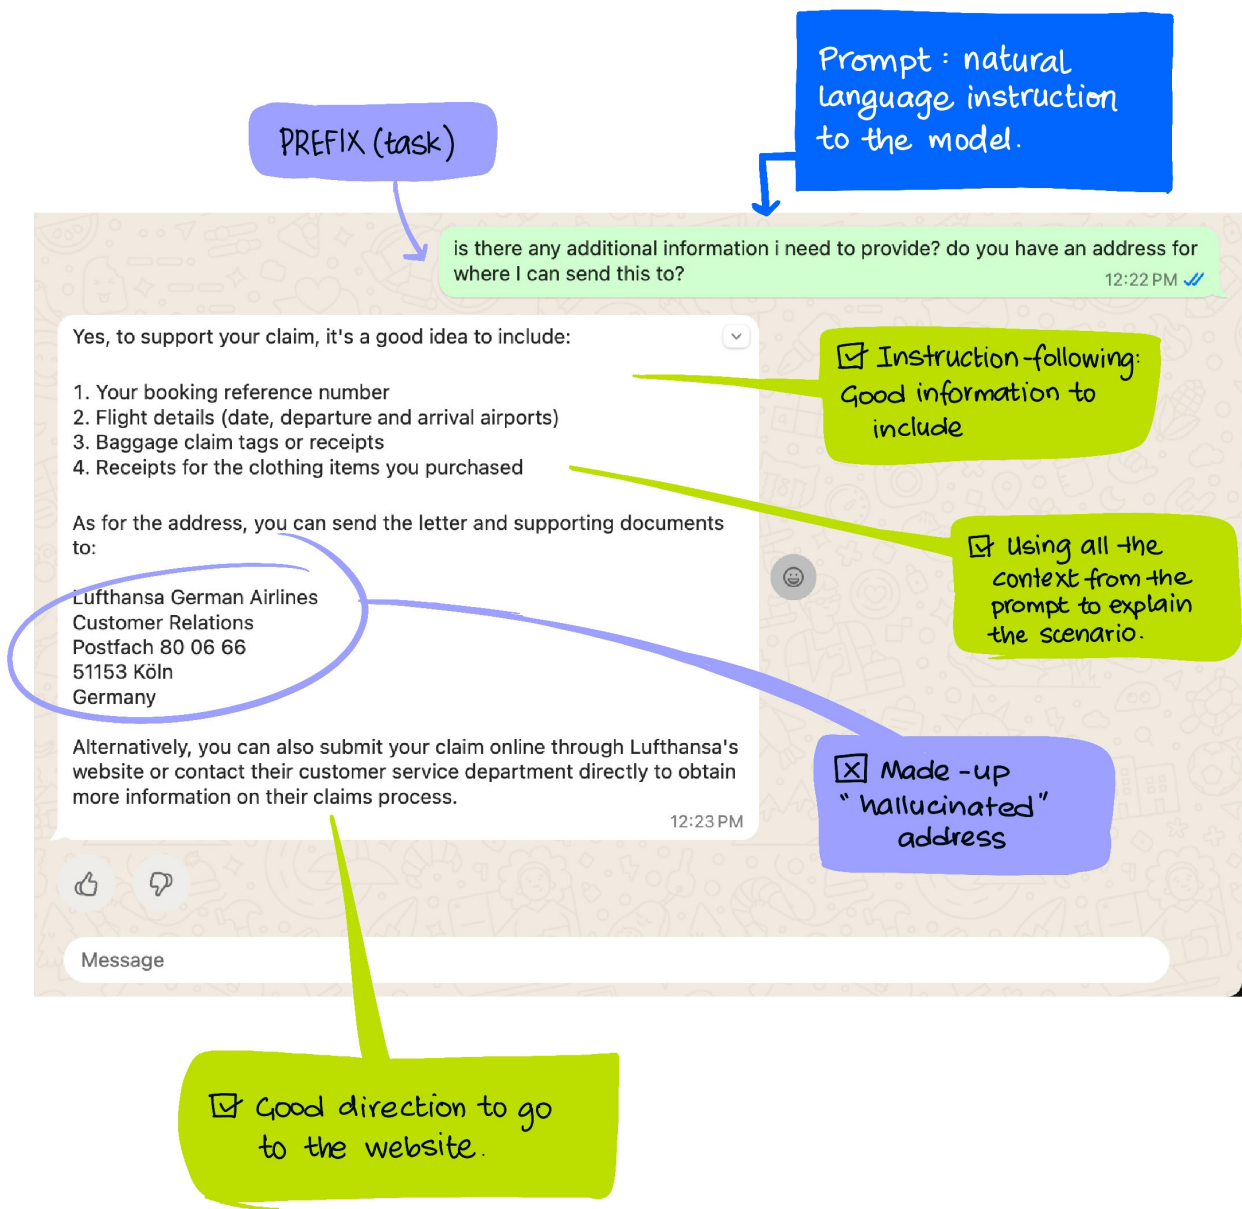 Prompt: natural
language instruction
to the model.
PREFIX (task)
is there any additional information i need to provide? do you have an address for
where I can send this to?
12:22 PM
Yes, to support your claim, it's a good idea to include:
1. Your booking reference number
2. Flight details (date, departure and arrival airports)
3. Baggage claim tags or receipts
4. Receipts for the clothing items you purchased
As for the address, you can send the letter and supporting documents
to:
Lufthansa German Airlines
Customer Relations
Postfach 80 06 66
51153 Köln
Germany
Alternatively, you can also submit your claim online through Lufthansa's
website or contact their customer service department directly to obtain
more information on their claims process.
12:23 PM
Instruction-following:
Good information to
include
Using all the
context from the
prompt to explain
the scenario.
Made-up
"hallucinated"
address
Message
Good direction to go
to the website.